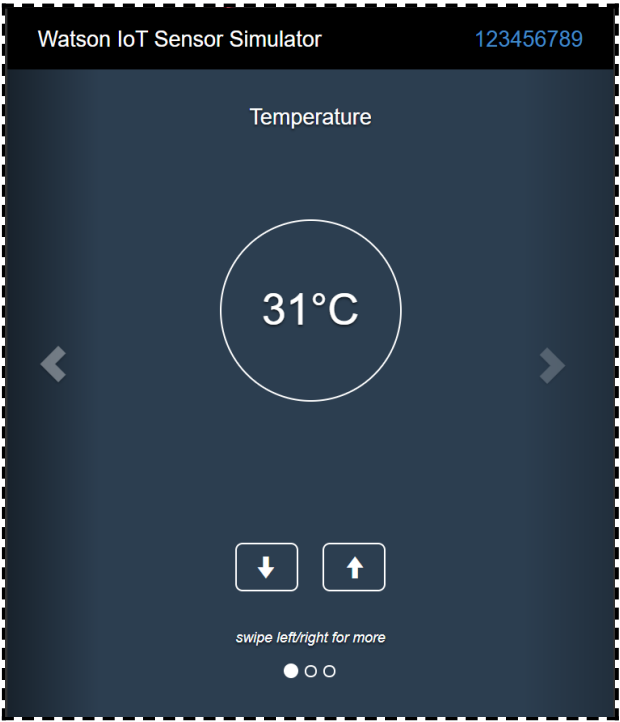 Watson IoT Sensor Simulator 123456789
Temperature
31°C
swipe left/right for more